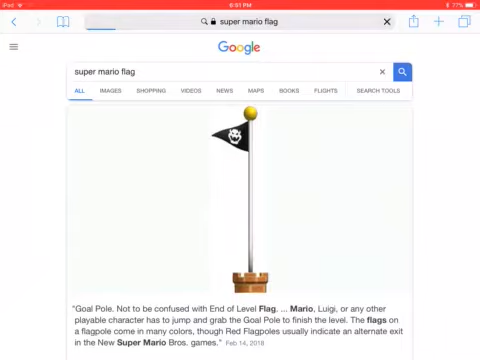 iPod 6:51 PM 77%
super mario flag
Google
super mario flag
ALL IMAGES SHOPPING VIDEOS NEWS MAPS BOOKS FLIGHTS SEARCH TOOLS
"Goal Pole. Not to be confused with End of Level Flag. ... Mario, Luigi, or any other
playable character has to jump and grab the Goal Pole to finish the level. The flags on
a flagpole come in many colors, though Red Flagpoles usually indicate an alternate exit
in the New Super Mario Bros. games." Feb 14, 2018